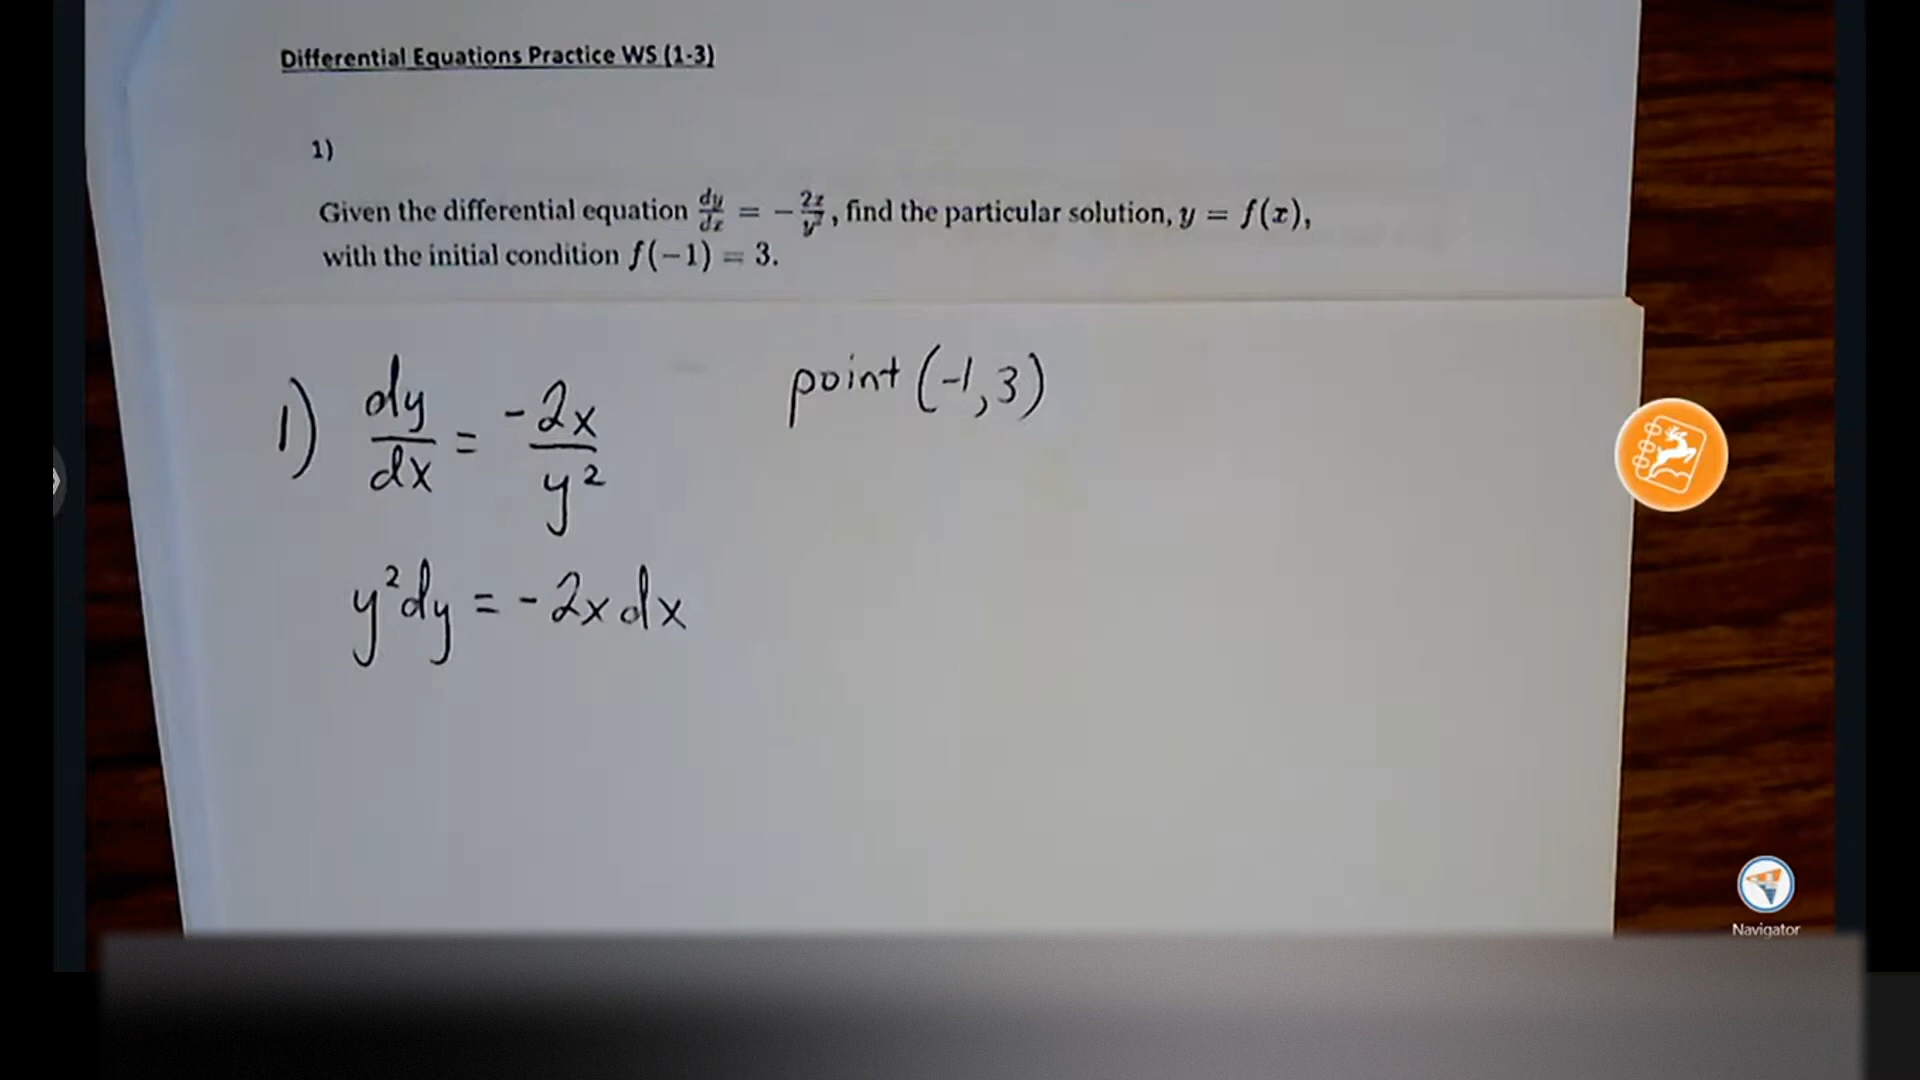 Differential Equations Practice WS (1-3)
1)
Given the differential equation dy/dx = -2x/y², find the particular solution, y = f(x),
with the initial condition f(-1) = 3.
1) dy/dx = -2x/y² point (-1,3)
y²dy = -2x dx
Navigator